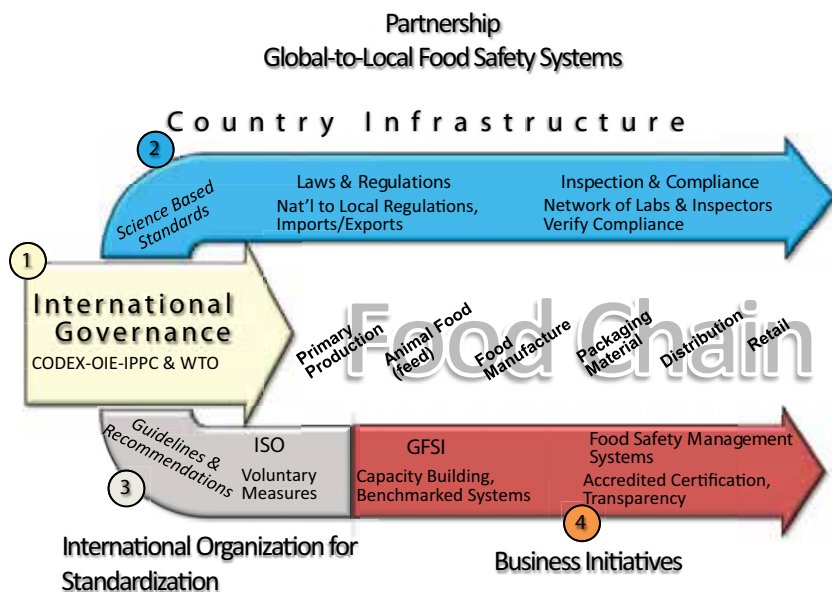 Partnership
Global-to-Local Food Safety Systems
Country Infrastructure
2
Science Based
Standards
Laws & Regulations
Nat'l to Local Regulations,
Imports/Exports
Inspection & Compliance
Network of Labs & Inspectors
Verify Compliance
1
International
Governance
CODEX-OIE-IPPC & WTO
Food Chain
Primary
Production
Animal Food
(feed)
Food
Manufacture
Packaging
Material
Distribution
Retail
Guidelines &
Recommendations
3
ISO
Voluntary
Measures
GFSI
Capacity Building,
Benchmarked Systems
Food Safety Management
Systems
Accredited Certification,
Transparency
4
International Organization for
Standardization
Business Initiatives